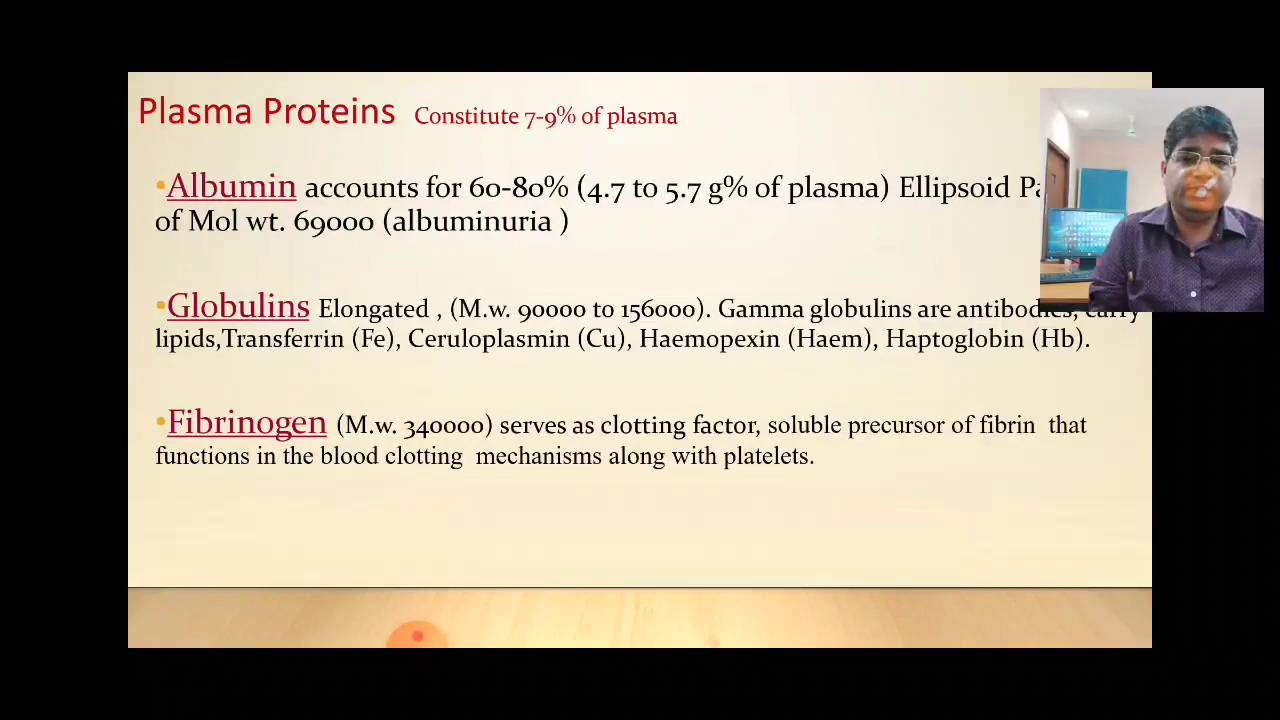 Plasma Proteins Constitute 7-9% of plasma
•Albumin accounts for 60-80% (4.7 to 5.7 g% of plasma) Ellipsoid
of Mol wt. 69000 (albuminuria )
•Globulins Elongated , (M.w. 90000 to 156000). Gamma globulins are antibodies, carry
lipids,Transferrin (Fe), Ceruloplasmin (Cu), Haemopexin (Haem), Haptoglobin (Hb).
•Fibrinogen (M.w. 340000) serves as clotting factor, soluble precursor of fibrin that
functions in the blood clotting mechanisms along with platelets.